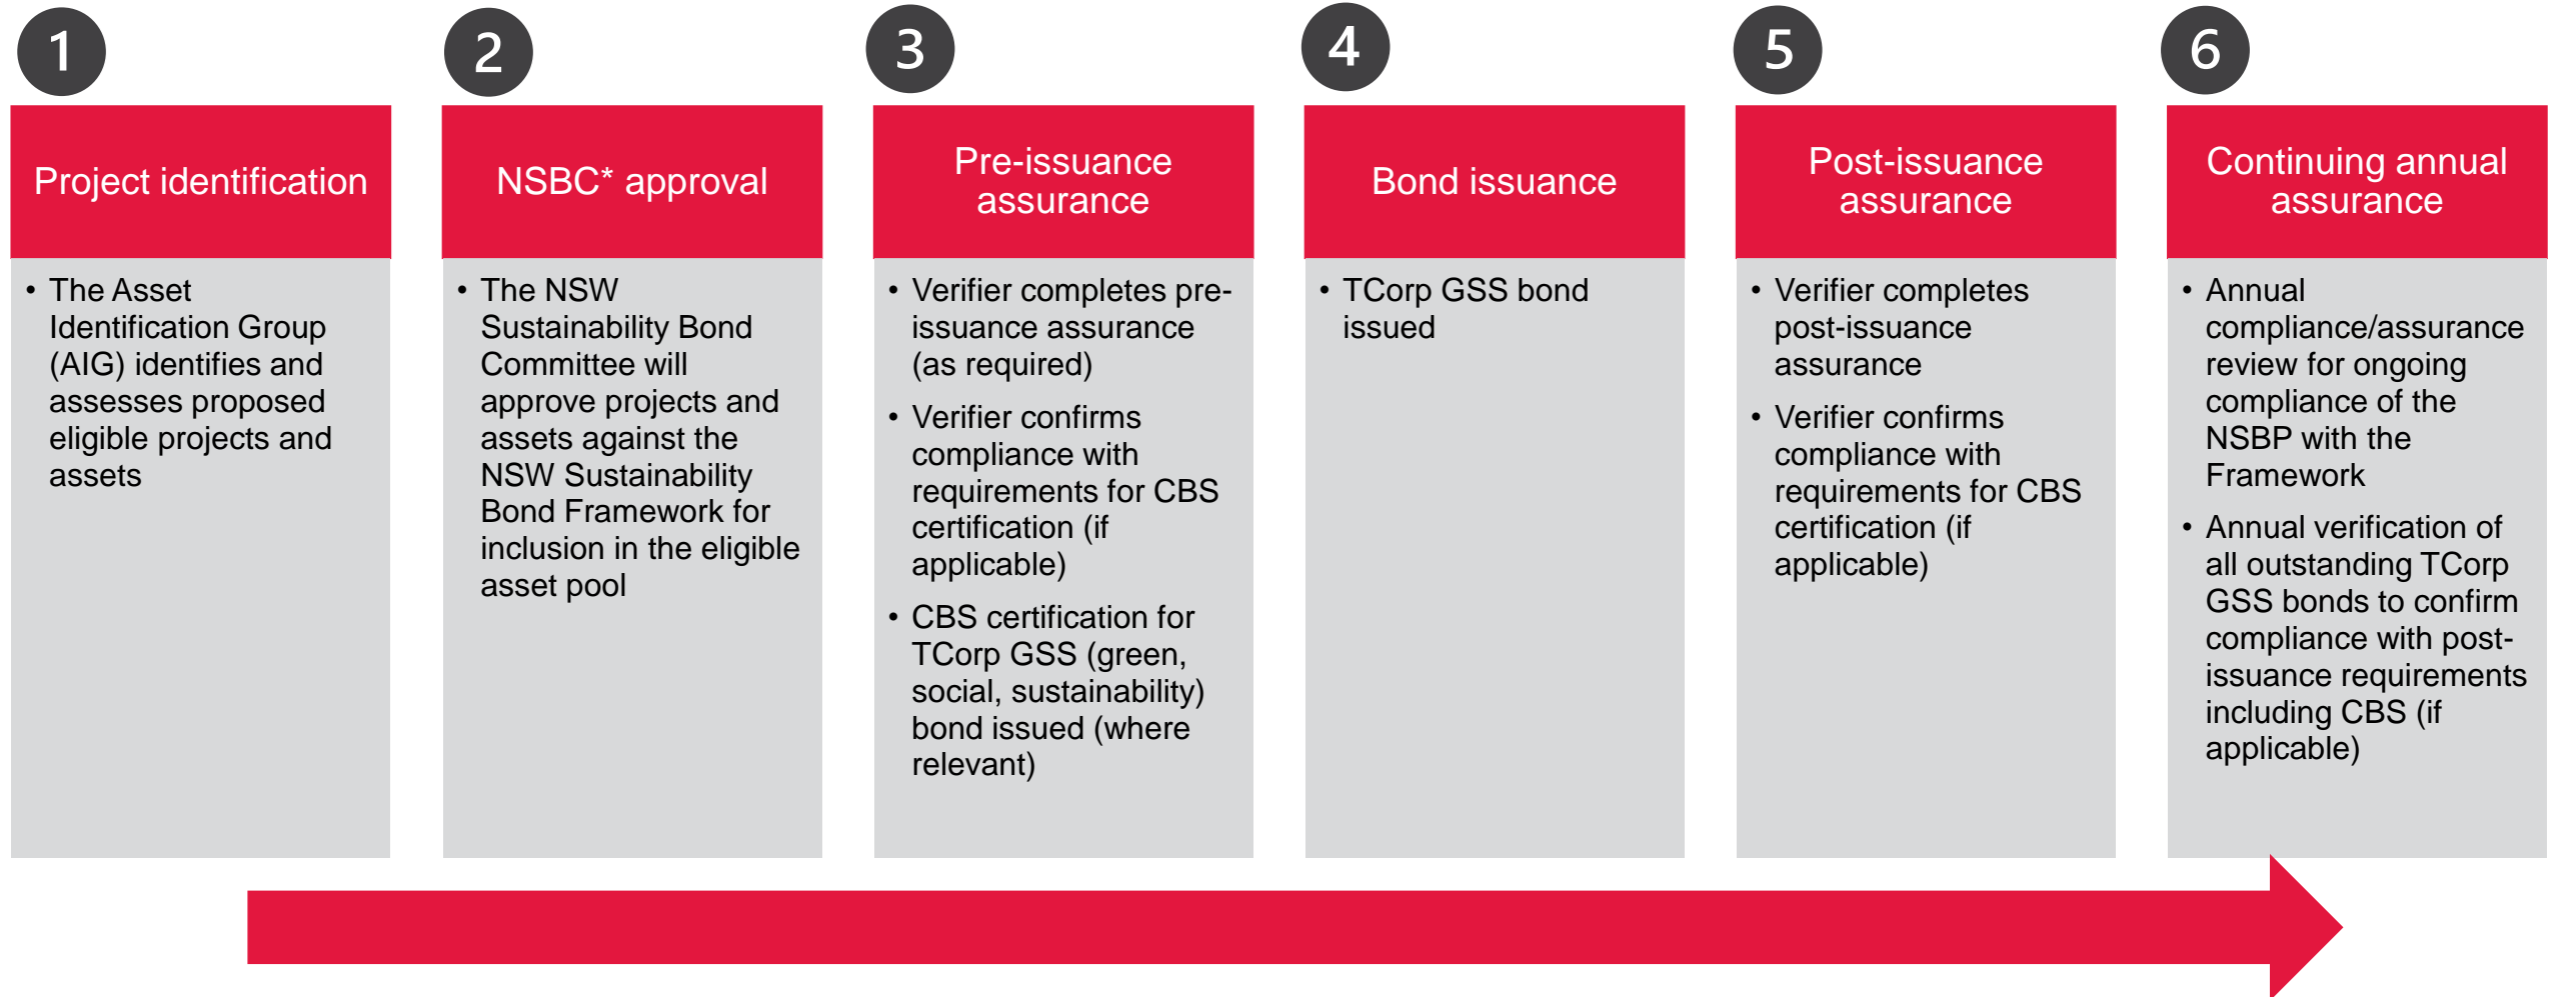 1
Project identification
• The Asset
Identification Group
(AIG) identifies and
assesses proposed
eligible projects and
assets
2
NSBC* approval
• The NSW
Sustainability Bond
Committee will
approve projects and
assets against the
NSW Sustainability
Bond Framework for
inclusion in the eligible
asset pool
3
Pre-issuance
assurance
• Verifier completes pre-
issuance assurance
(as required)
• Verifier confirms
compliance with
requirements for CBS
certification (if
applicable)
• CBS certification for
TCorp GSS (green,
social, sustainability)
bond issued (where
relevant)
4
Bond issuance
• TCorp GSS bond
issued
5
Post-issuance
assurance
• Verifier completes
post-issuance
assurance
• Verifier confirms
compliance with
requirements for CBS
certification (if
applicable)
6
Continuing annual
assurance
• Annual
compliance/assurance
review for ongoing
compliance of the
NSBP with the
Framework
• Annual verification of
all outstanding TCorp
GSS bonds to confirm
compliance with post-
issuance requirements
including CBS (if
applicable)